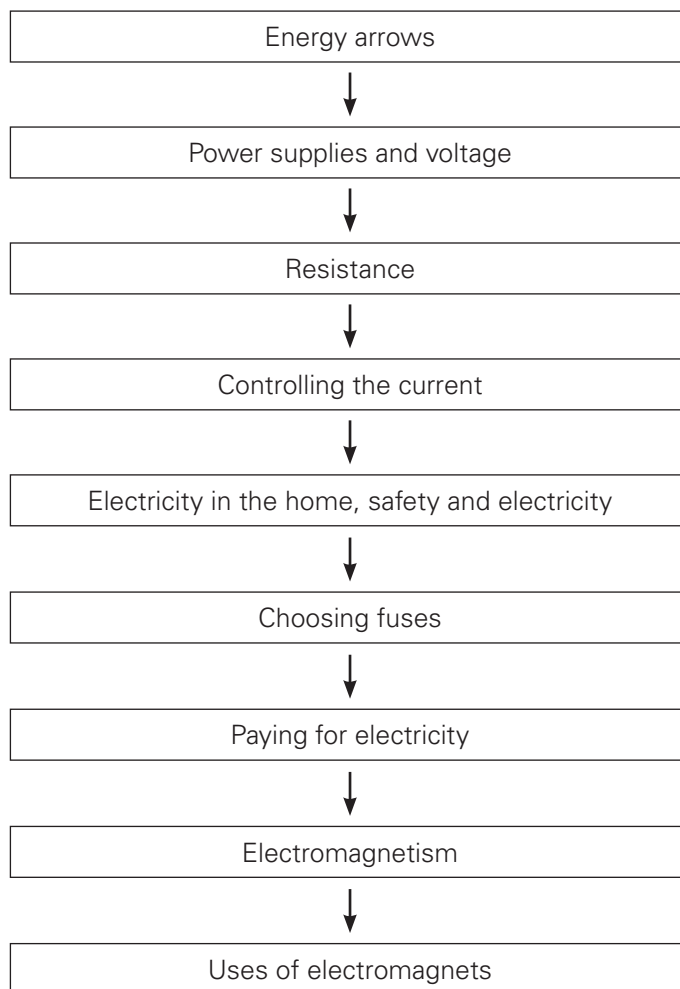 Energy arrows
Power supplies and voltage
Resistance
Controlling the current
Electricity in the home, safety and electricity
Choosing fuses
Paying for electricity
Electromagnetism
Uses of electromagnets